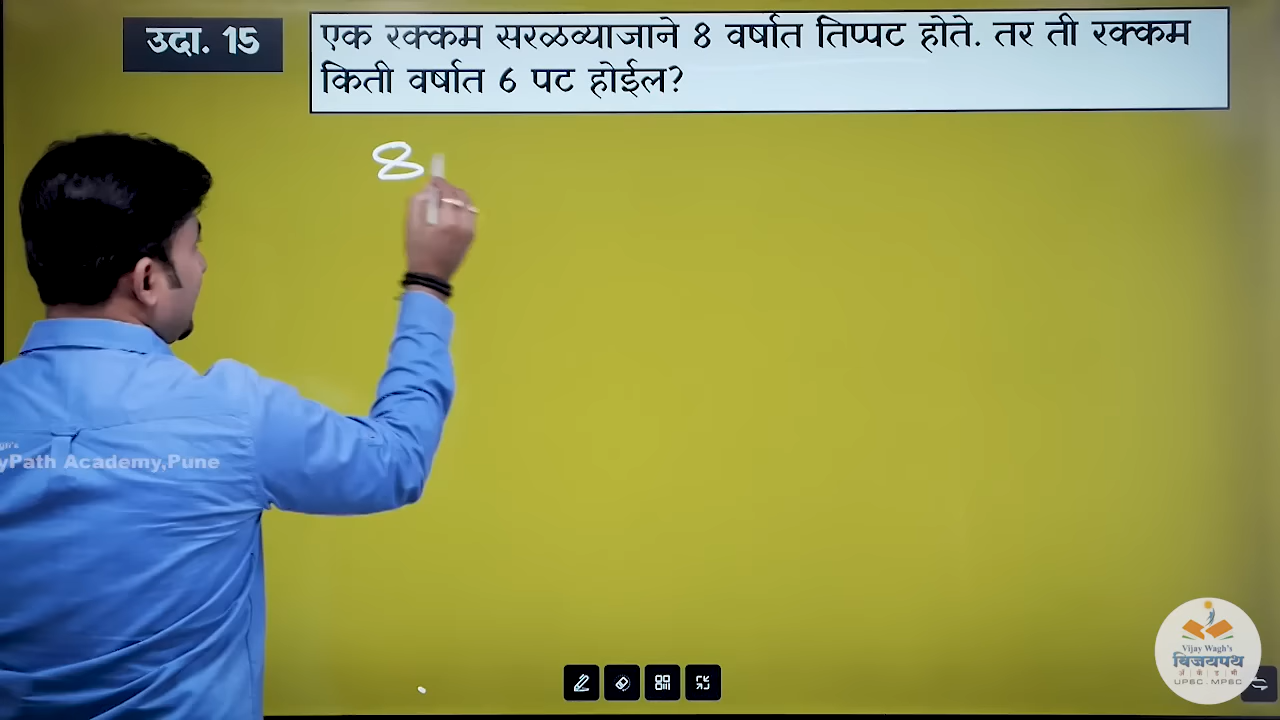 उदा. 15
एक रक्कम सरळव्याजाने 8 वर्षात तिप्पट होते. तर ती रक्कम
किती वर्षात 6 पट होईल?
8
yPath Academy,Pune
Vijay Wagh's
विजयपथ
UPSC - MPSC